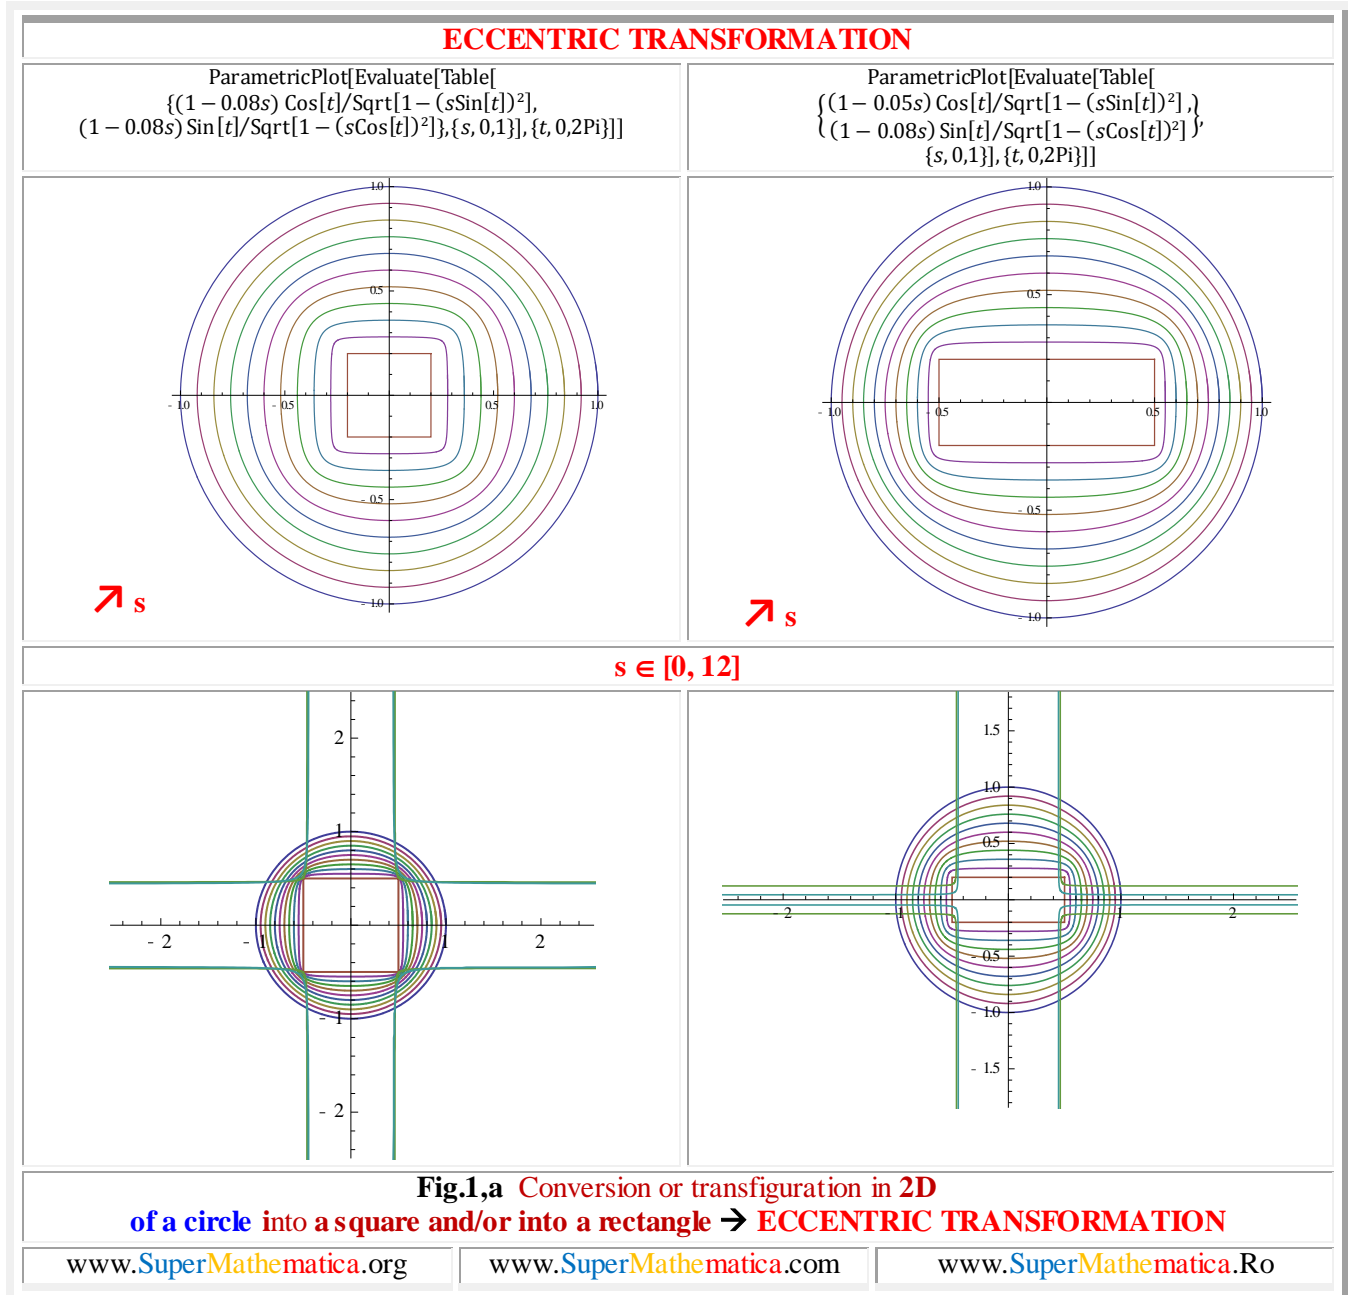 ECCENTRIC TRANSFORMATION
ParametricPlot[Evaluate[Table[
{(1 − 0.08s) Cos[t]/Sqrt[1 − (sSin[t])²],
(1 − 0.08s) Sin[t]/Sqrt[1 − (sCos[t])²]},{s, 0,1}], {t, 0,2Pi}]]
ParametricPlot[Evaluate[Table[
{(1 − 0.05s) Cos[t]/Sqrt[1 − (sSin[t])²] ,
(1 − 0.08s) Sin[t]/Sqrt[1 − (sCos[t])²] },
{s, 0,1}], {t, 0,2Pi}]]
1.0
0.5
- 1.0
- 0.5
0.5
1.0
- 0.5
- 1.0
↗ s
1.0
0.5
- 1.0
- 0.5
0.5
1.0
- 0.5
- 1.0
↗ s
s ∈ [0, 12]
2
1
- 2
- 1
1
2
- 1
- 2
1.5
1.0
0.5
- 2
- 1
1
2
- 0.5
- 1.0
- 1.5
Fig.1,a Conversion or transfiguration in 2D
of a circle into a square and/or into a rectangle → ECCENTRIC TRANSFORMATION
www.SuperMathematica.org
www.SuperMathematica.com
www.SuperMathematica.Ro